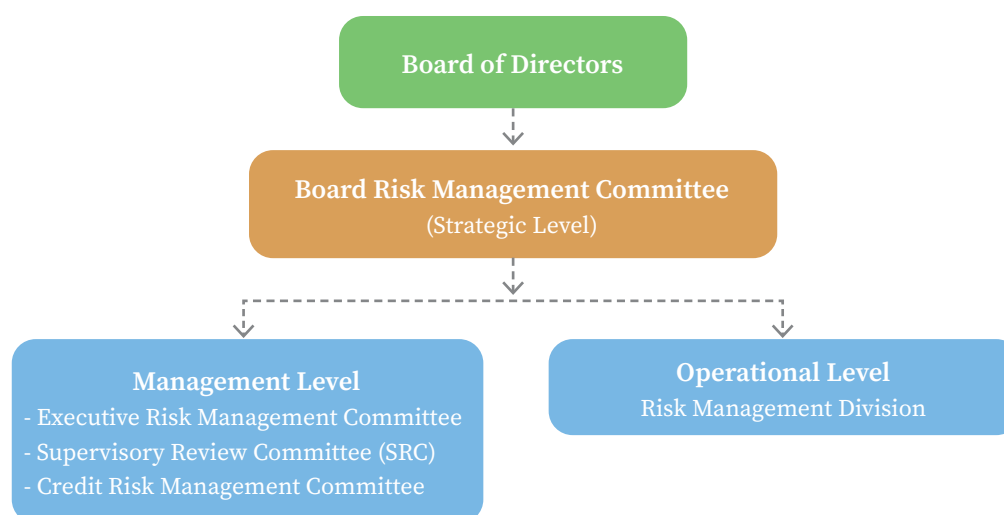 Board of Directors
Board Risk Management Committee
(Strategic Level)
Management Level
- Executive Risk Management Committee
- Supervisory Review Committee (SRC)
- Credit Risk Management Committee
Operational Level
Risk Management Division